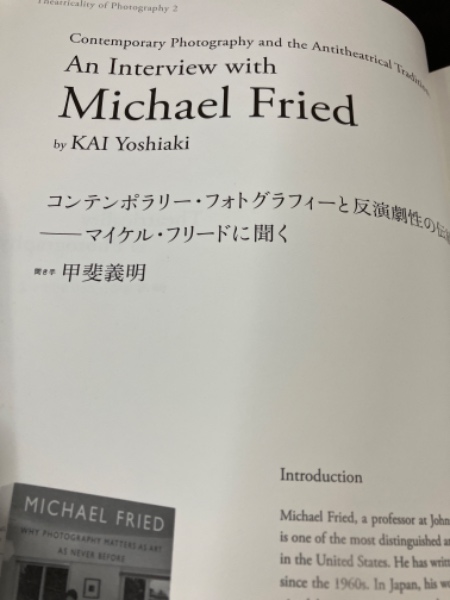 Theatricality of Photography 2
Contemporary Photography and the Antitheatrical Tradition
An Interview with
Michael Fried
by KAI Yoshiaki
コンテンポラリー・フォトグラフィーと反演劇性の
――マイケル・フリードに聞く
聞き手 甲斐義明
MICHAEL FRIED
WHY PHOTOGRAPHY MATTERS AS ART
AS NEVER BEFORE
Introduction
Michael Fried, a professor at John
is one of the most distinguished a
in the United States. He has writ
since the 1960s. In Japan, his w